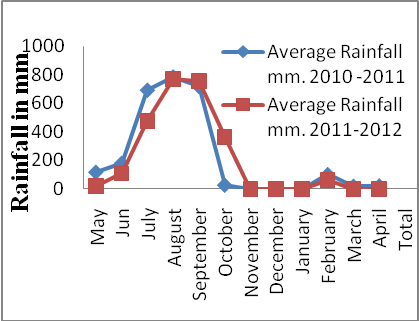 Rainfall in mm
1000
800
600
400
200
0
Average Rainfall
mm. 2010 -2011
Average Rainfall
mm. 2011-2012
May
Jun
July
August
September
October
November
December
January
February
March
April
Total